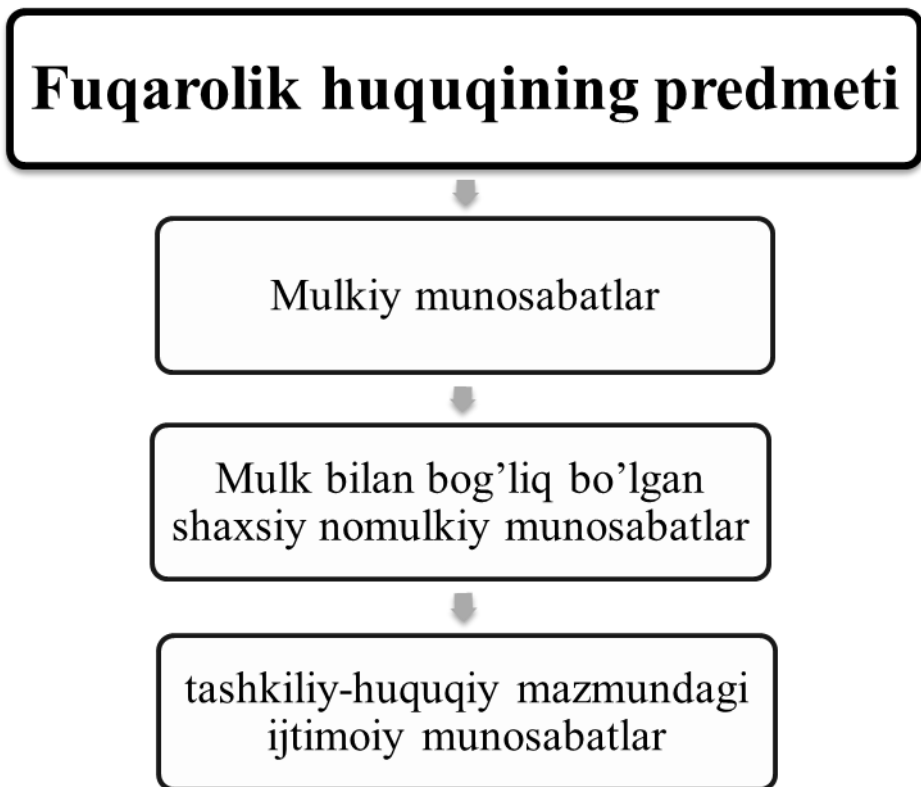 Fuqarolik huquqining predmeti
Mulkiy munosabatlar
Mulk bilan bog’liq bo’lgan
shaxsiy nomulkiy munosabatlar
tashkiliy-huquqiy mazmundagi
ijtimoiy munosabatlar